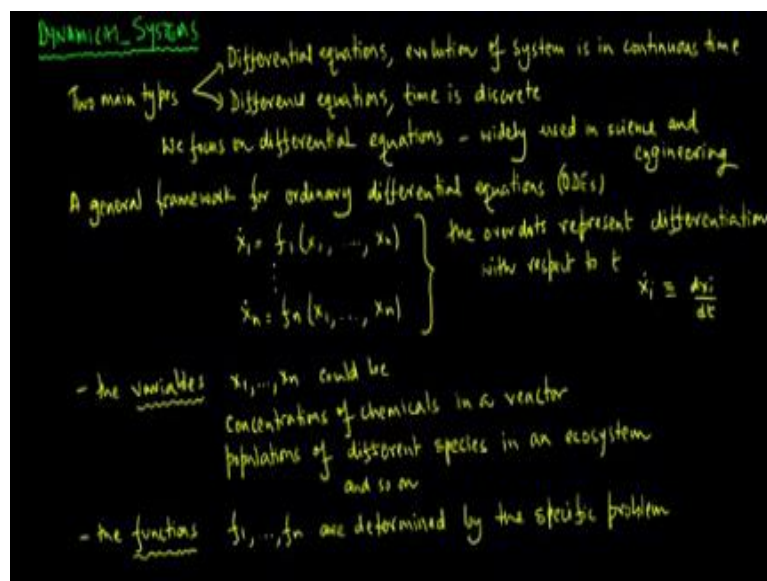 DYNAMICAL_SYSTEMS
Differential equations, evolution of system is in continuous time
Two main types
Difference equations, time is discrete
We focus on differential equations - widely used in science and
engineering
A general framework for ordinary differential equations (ODEs)
ẋ₁ = f₁(x₁, ..., xₙ)
the overdots represent differentiation
⋮
with respect to t
ẋₙ = fₙ(x₁, ..., xₙ)
ẋᵢ ≡ dxᵢ/dt
- the variables x₁,...,xₙ could be
concentrations of chemicals in a reactor
populations of different species in an ecosystem
and so on
- the functions f₁,...,fₙ are determined by the specific problem